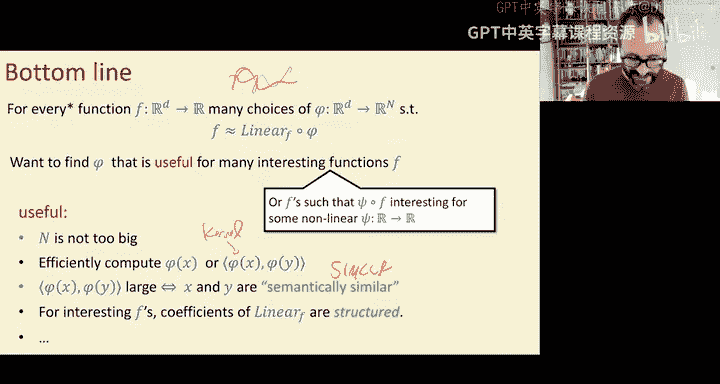 GPT中英字幕课程资源
Bottom line
For every* function f: ℝ^d → ℝ many choices of φ: ℝ^d → ℝ^N s.t.
f ≈ Linear_f ∘ φ
Want to find φ that is useful for many interesting functions f
Or f's such that ψ ∘ f interesting for
some non-linear ψ: ℝ → ℝ
useful:
• N is not too big
Kernel
• Efficiently compute φ(x) or ⟨φ(x), φ(y)⟩
SIMCLR
• ⟨φ(x), φ(y)⟩ large ⇔ x and y are "semantically similar"
• For interesting f's, coefficients of Linear_f are structured.
• ...